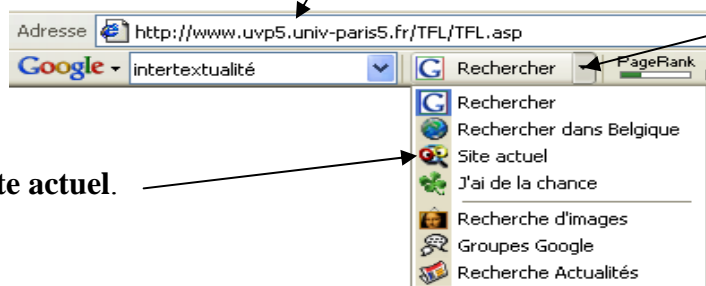 Adresse http://www.uvp5.univ-paris5.fr/TFL/TFL.asp
Google intertextualité G Rechercher PageRank
G Rechercher
Rechercher dans Belgique
te actuel. Site actuel
J'ai de la chance
Recherche d'images
Groupes Google
Recherche Actualités